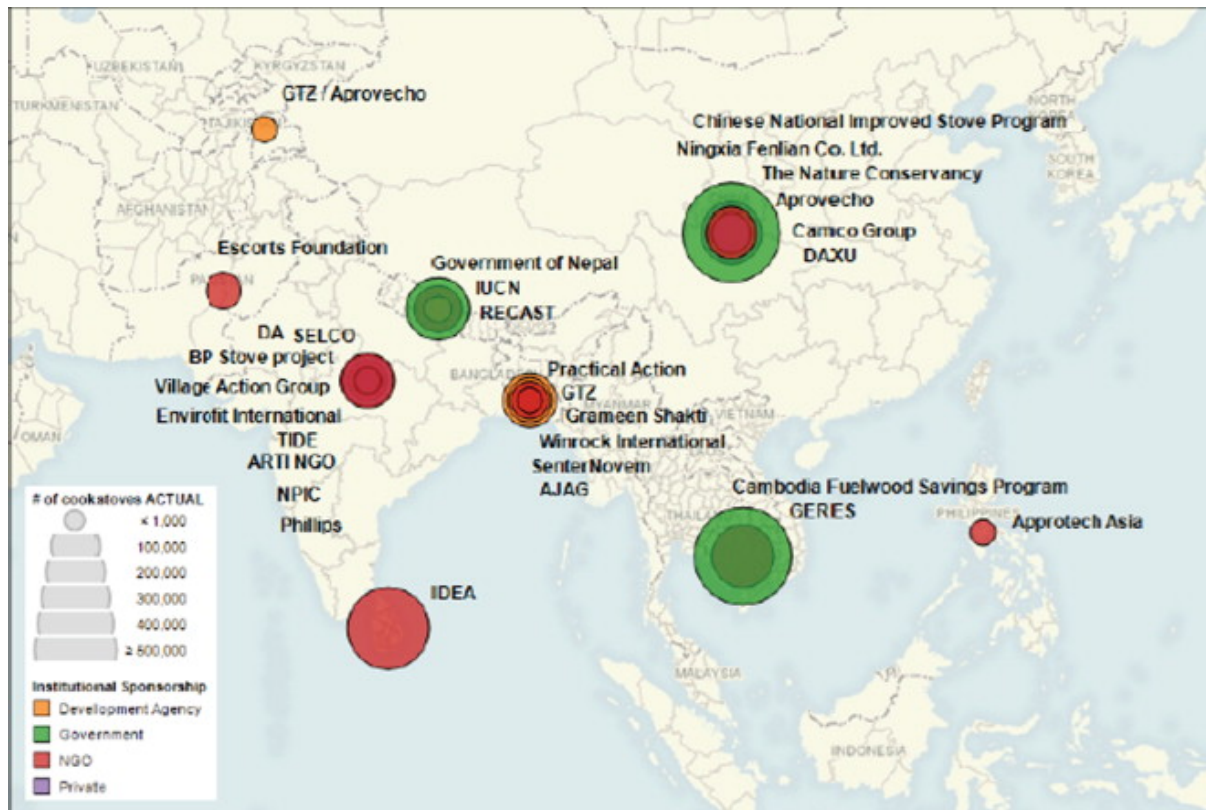 UZBEKISTAN
KYRGYZSTAN
TURKMENISTAN
GTZ / Aprovecho
TAJIKISTAN
NORTH
KOREA
Chinese National Improved Stove Program
Ningxia Fenlian Co. Ltd.
SOUTH
KOREA
The Nature Conservancy
Aprovecho
AFGHANISTAN
Camco Group
DAXU
Escorts Foundation
Government of Nepal
IUCN
RECAST
DA SELCO
BP Stove project
BANGLADESH
Practical Action
Village Action Group
GTZ
MYANMAR
Envirofit International
Grameen Shakti
VIETNAM
OMAN
TIDE
Winrock International
LAOS
ARTI NGO
SenterNovem
NPIC
AJAG
Cambodia Fuelwood Savings Program
Phillips
THAILAND
GERES
PHILIPPINES
Approtech Asia
# of cookstoves ACTUAL
< 1,000
100,000
200,000
300,000
400,000
≥ 500,000
IDEA
MALAYSIA
INDONESIA
Institutional Sponsorship
Development Agency
Government
NGO
Private